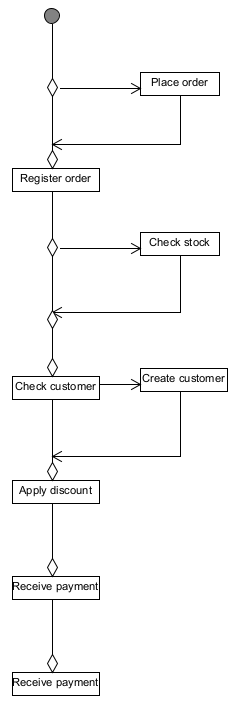 Place order
Register order
Check stock
Check customer
Create customer
Apply discount
Receive payment
Receive payment